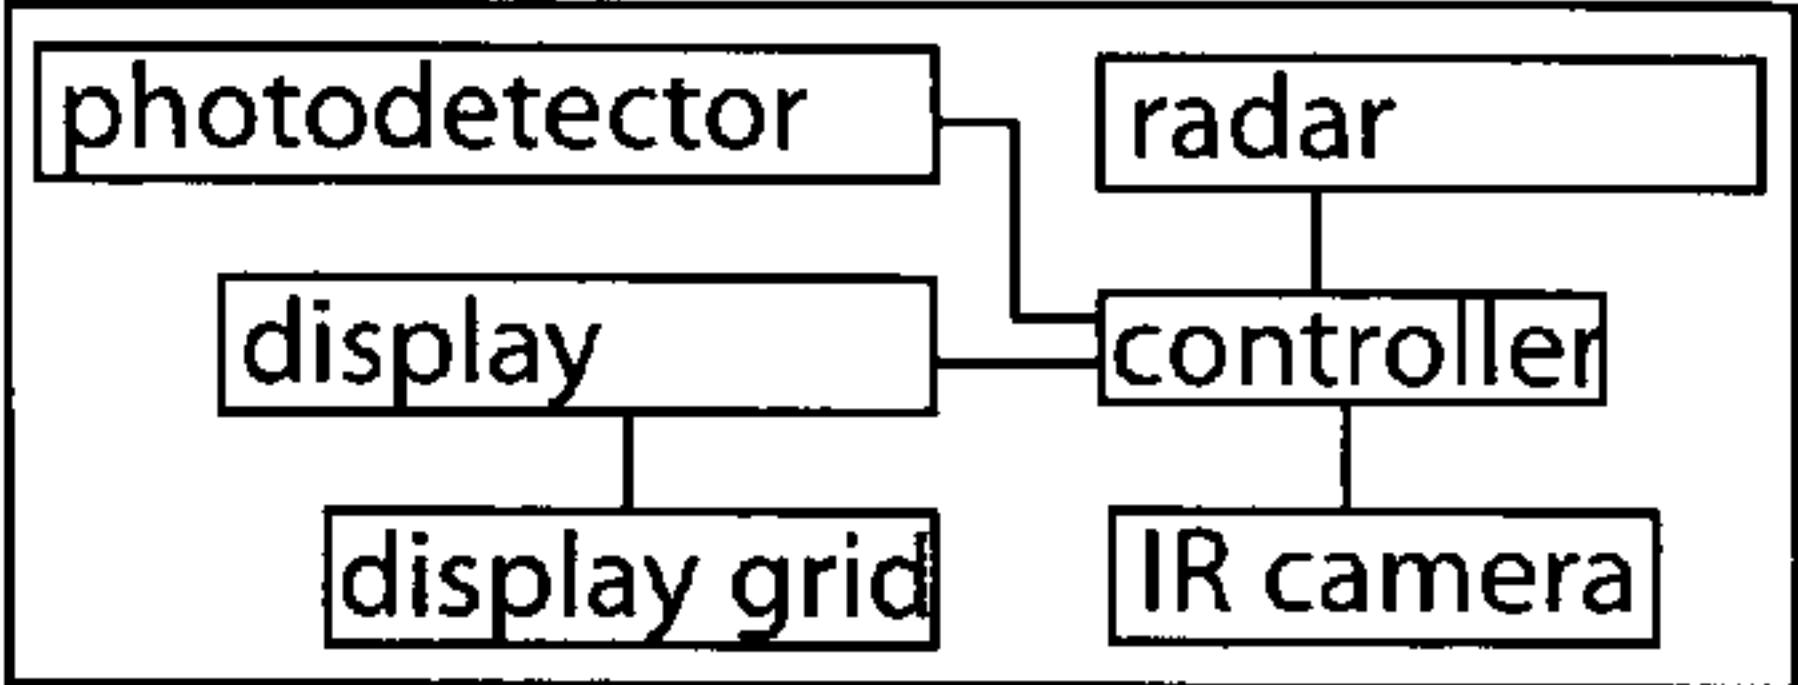 photodetector
radar
display
controller
display grid
IR camera